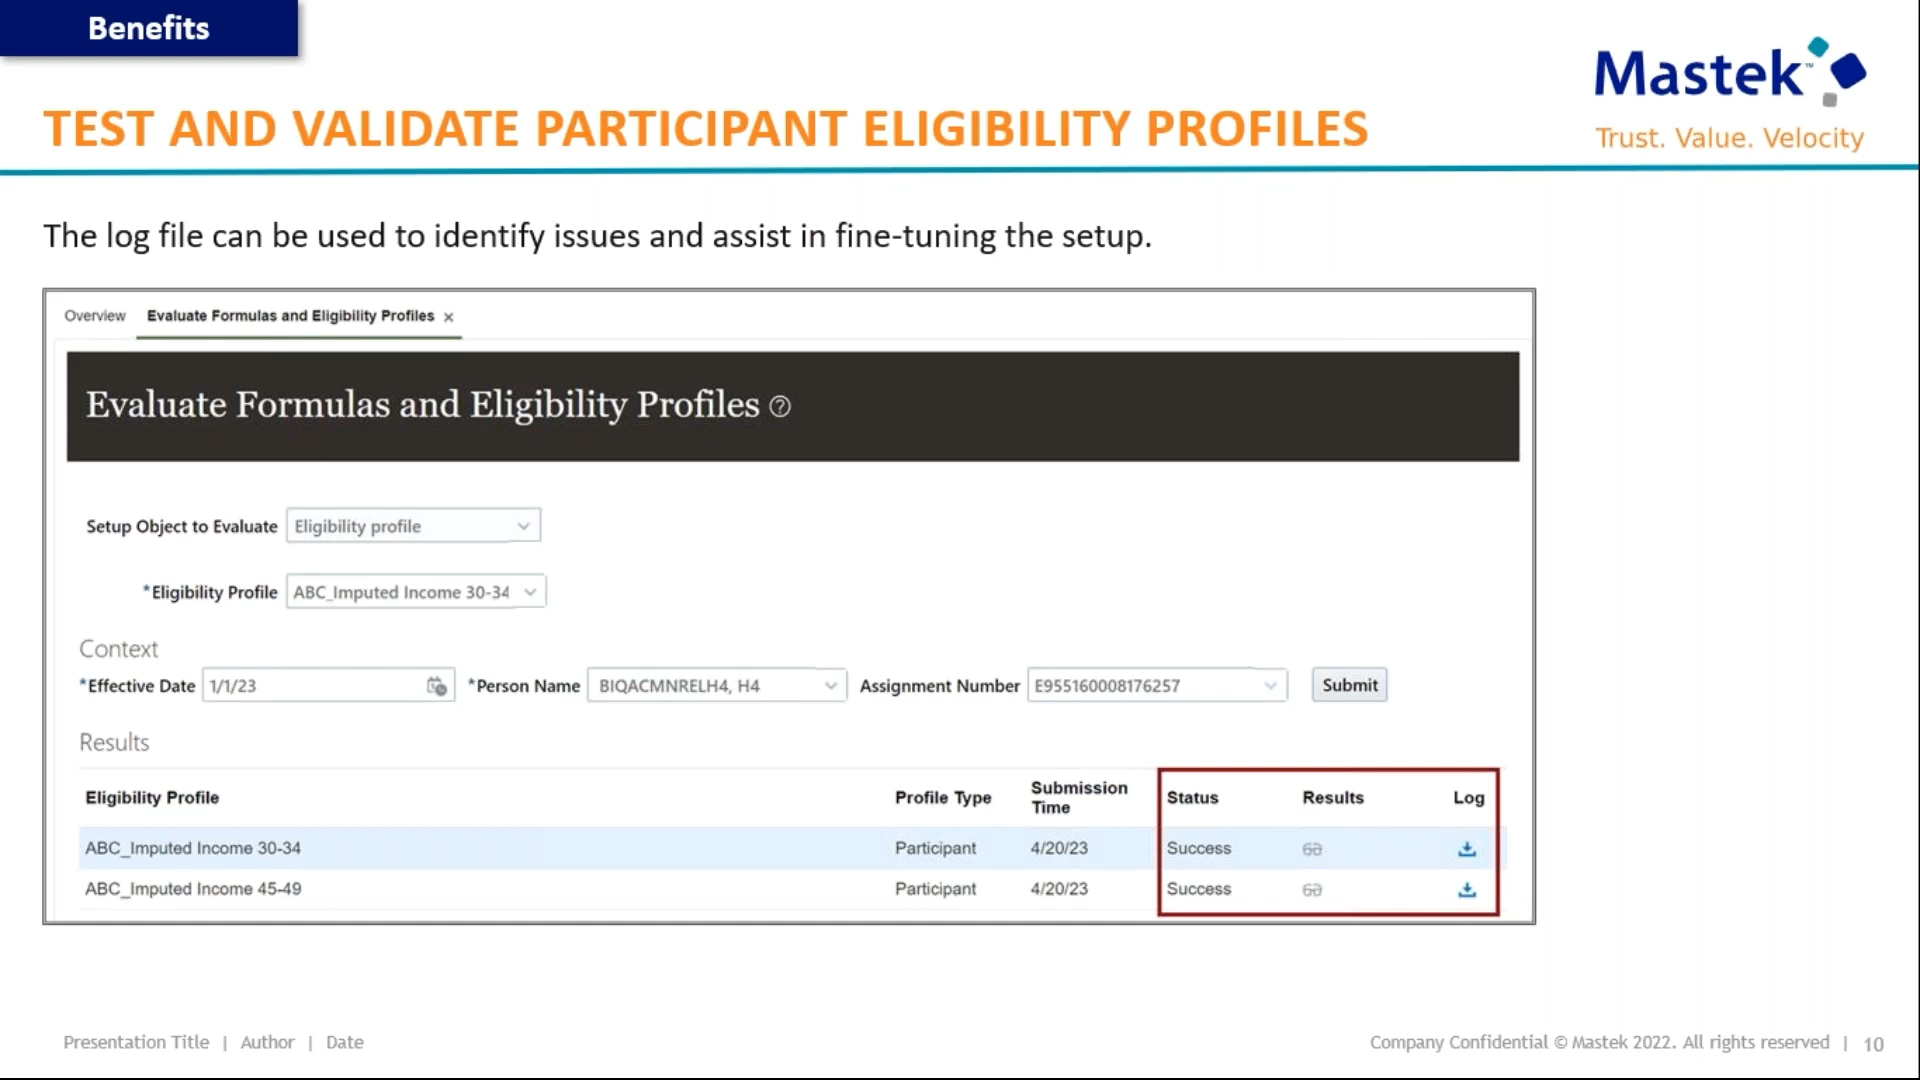 Benefits
Mastek™
Trust. Value. Velocity
TEST AND VALIDATE PARTICIPANT ELIGIBILITY PROFILES
The log file can be used to identify issues and assist in fine-tuning the setup.
Overview Evaluate Formulas and Eligibility Profiles ×
Evaluate Formulas and Eligibility Profiles ?
Setup Object to Evaluate Eligibility profile
*Eligibility Profile ABC_Imputed Income 30-34
Context
*Effective Date 1/1/23 *Person Name BIQACMNRELH4, H4 Assignment Number E955160008176257 Submit
Results
Eligibility Profile Profile Type Submission Time Status Results Log
ABC_Imputed Income 30-34 Participant 4/20/23 Success
ABC_Imputed Income 45-49 Participant 4/20/23 Success
Presentation Title | Author | Date
Company Confidential © Mastek 2022. All rights reserved | 10